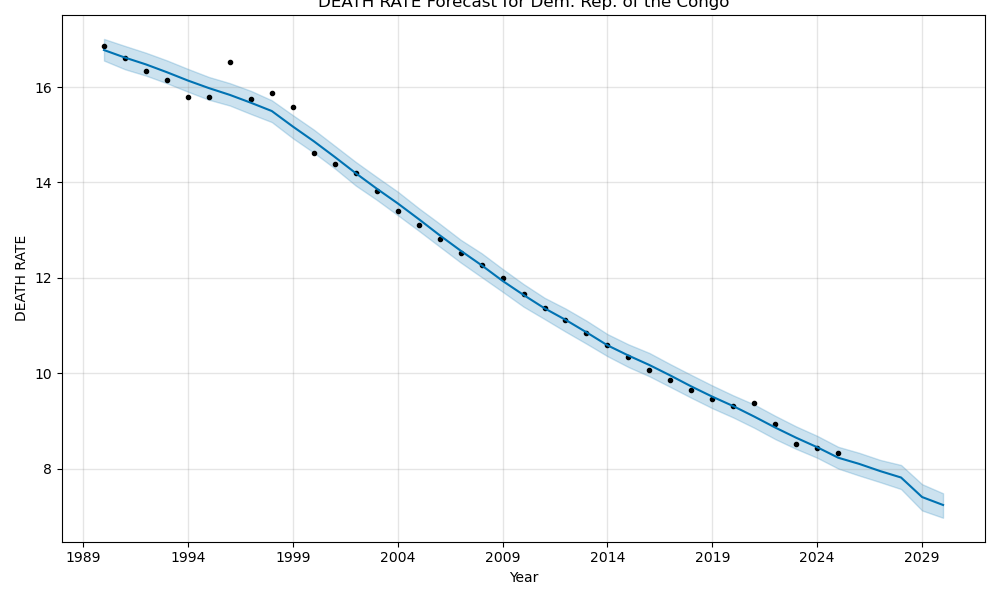 DEATH RATE Forecast for Dem. Rep. of the Congo
16
14
12
10
8
DEATH RATE
1989 1994 1999 2004 2009 2014 2019 2024 2029
Year